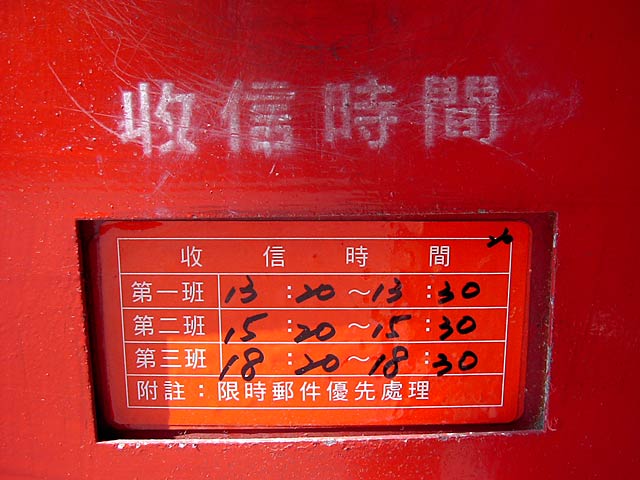 收信時間
收信時間 26
第一班 13:20~13:30
第二班 15:20~15:30
第三班 18:20~18:30
附註：限時郵件優先處理